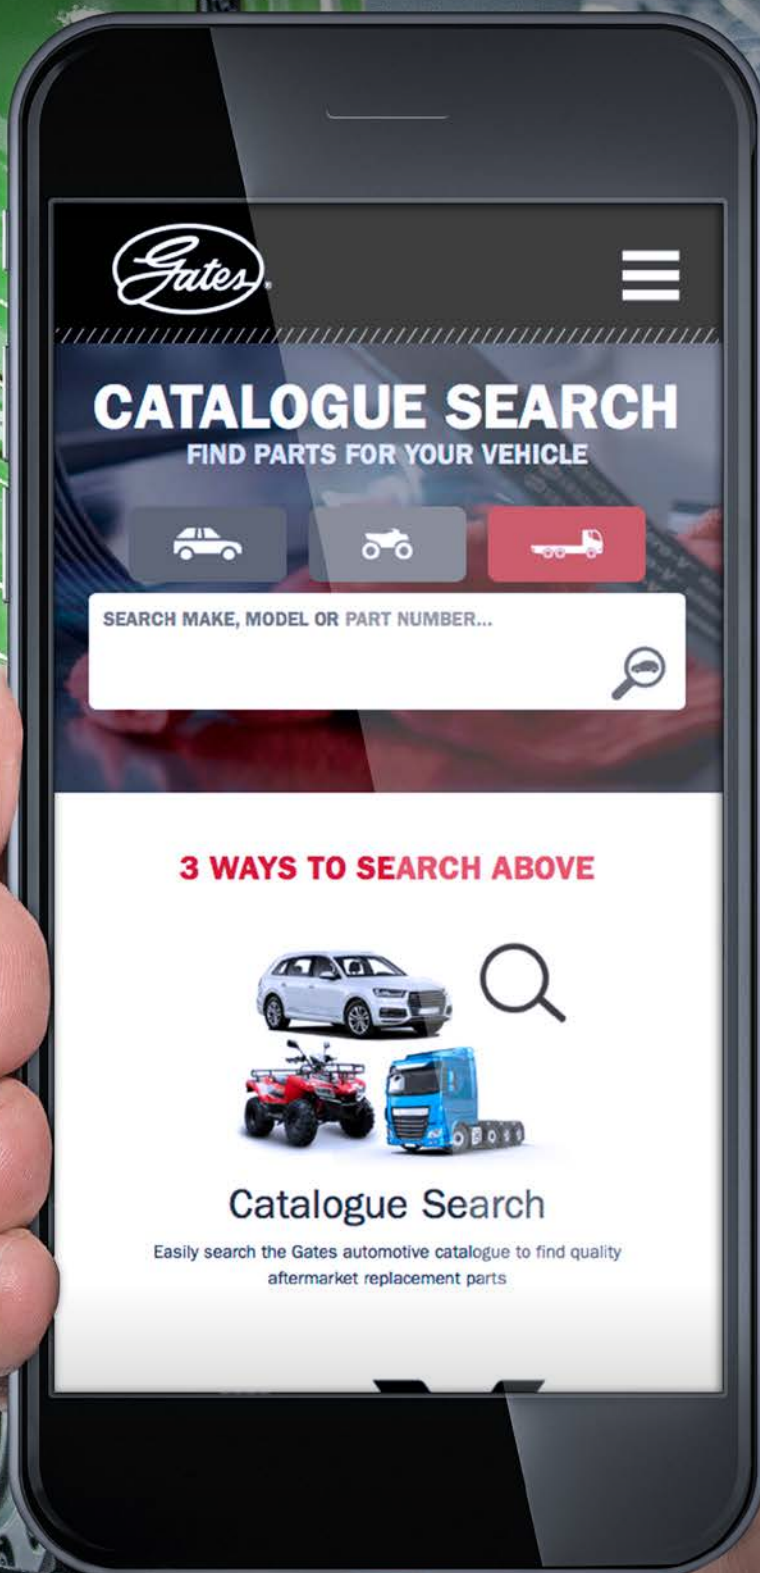 Gates
CATALOGUE SEARCH
FIND PARTS FOR YOUR VEHICLE
SEARCH MAKE, MODEL OR PART NUMBER...
3 WAYS TO SEARCH ABOVE
Catalogue Search
Easily search the Gates automotive catalogue to find quality
aftermarket replacement parts